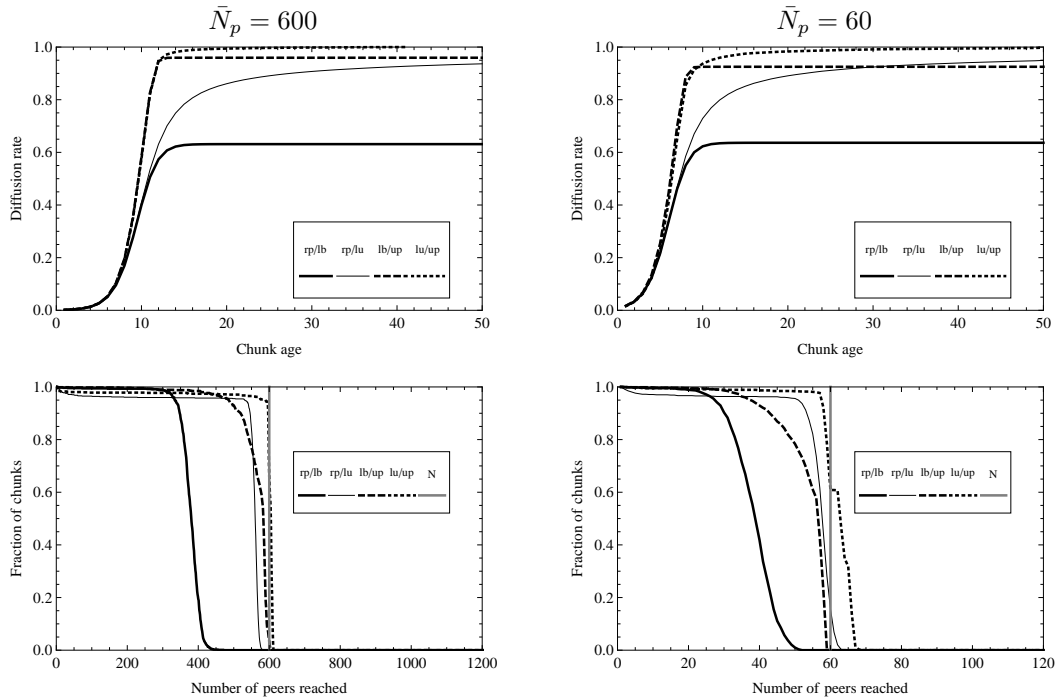 N̄p = 600
1.0
0.8
0.6
0.4
0.2
0.0
Diffusion rate
rp/lb rp/lu lb/up lu/up
0 10 20 30 40 50
Chunk age
N̄p = 60
1.0
0.8
0.6
0.4
0.2
0.0
Diffusion rate
rp/lb rp/lu lb/up lu/up
0 10 20 30 40 50
Chunk age
1.0
0.8
0.6
0.4
0.2
0.0
Fraction of chunks
rp/lb rp/lu lb/up lu/up N
0 200 400 600 800 1000 1200
Number of peers reached
1.0
0.8
0.6
0.4
0.2
0.0
Fraction of chunks
rp/lb rp/lu lb/up lu/up N
0 20 40 60 80 100 120
Number of peers reached